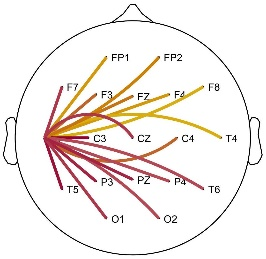 FP1 FP2
F7 F3 FZ F4 F8
C3 CZ C4 T4
T5 P3 PZ P4 T6
O1 O2